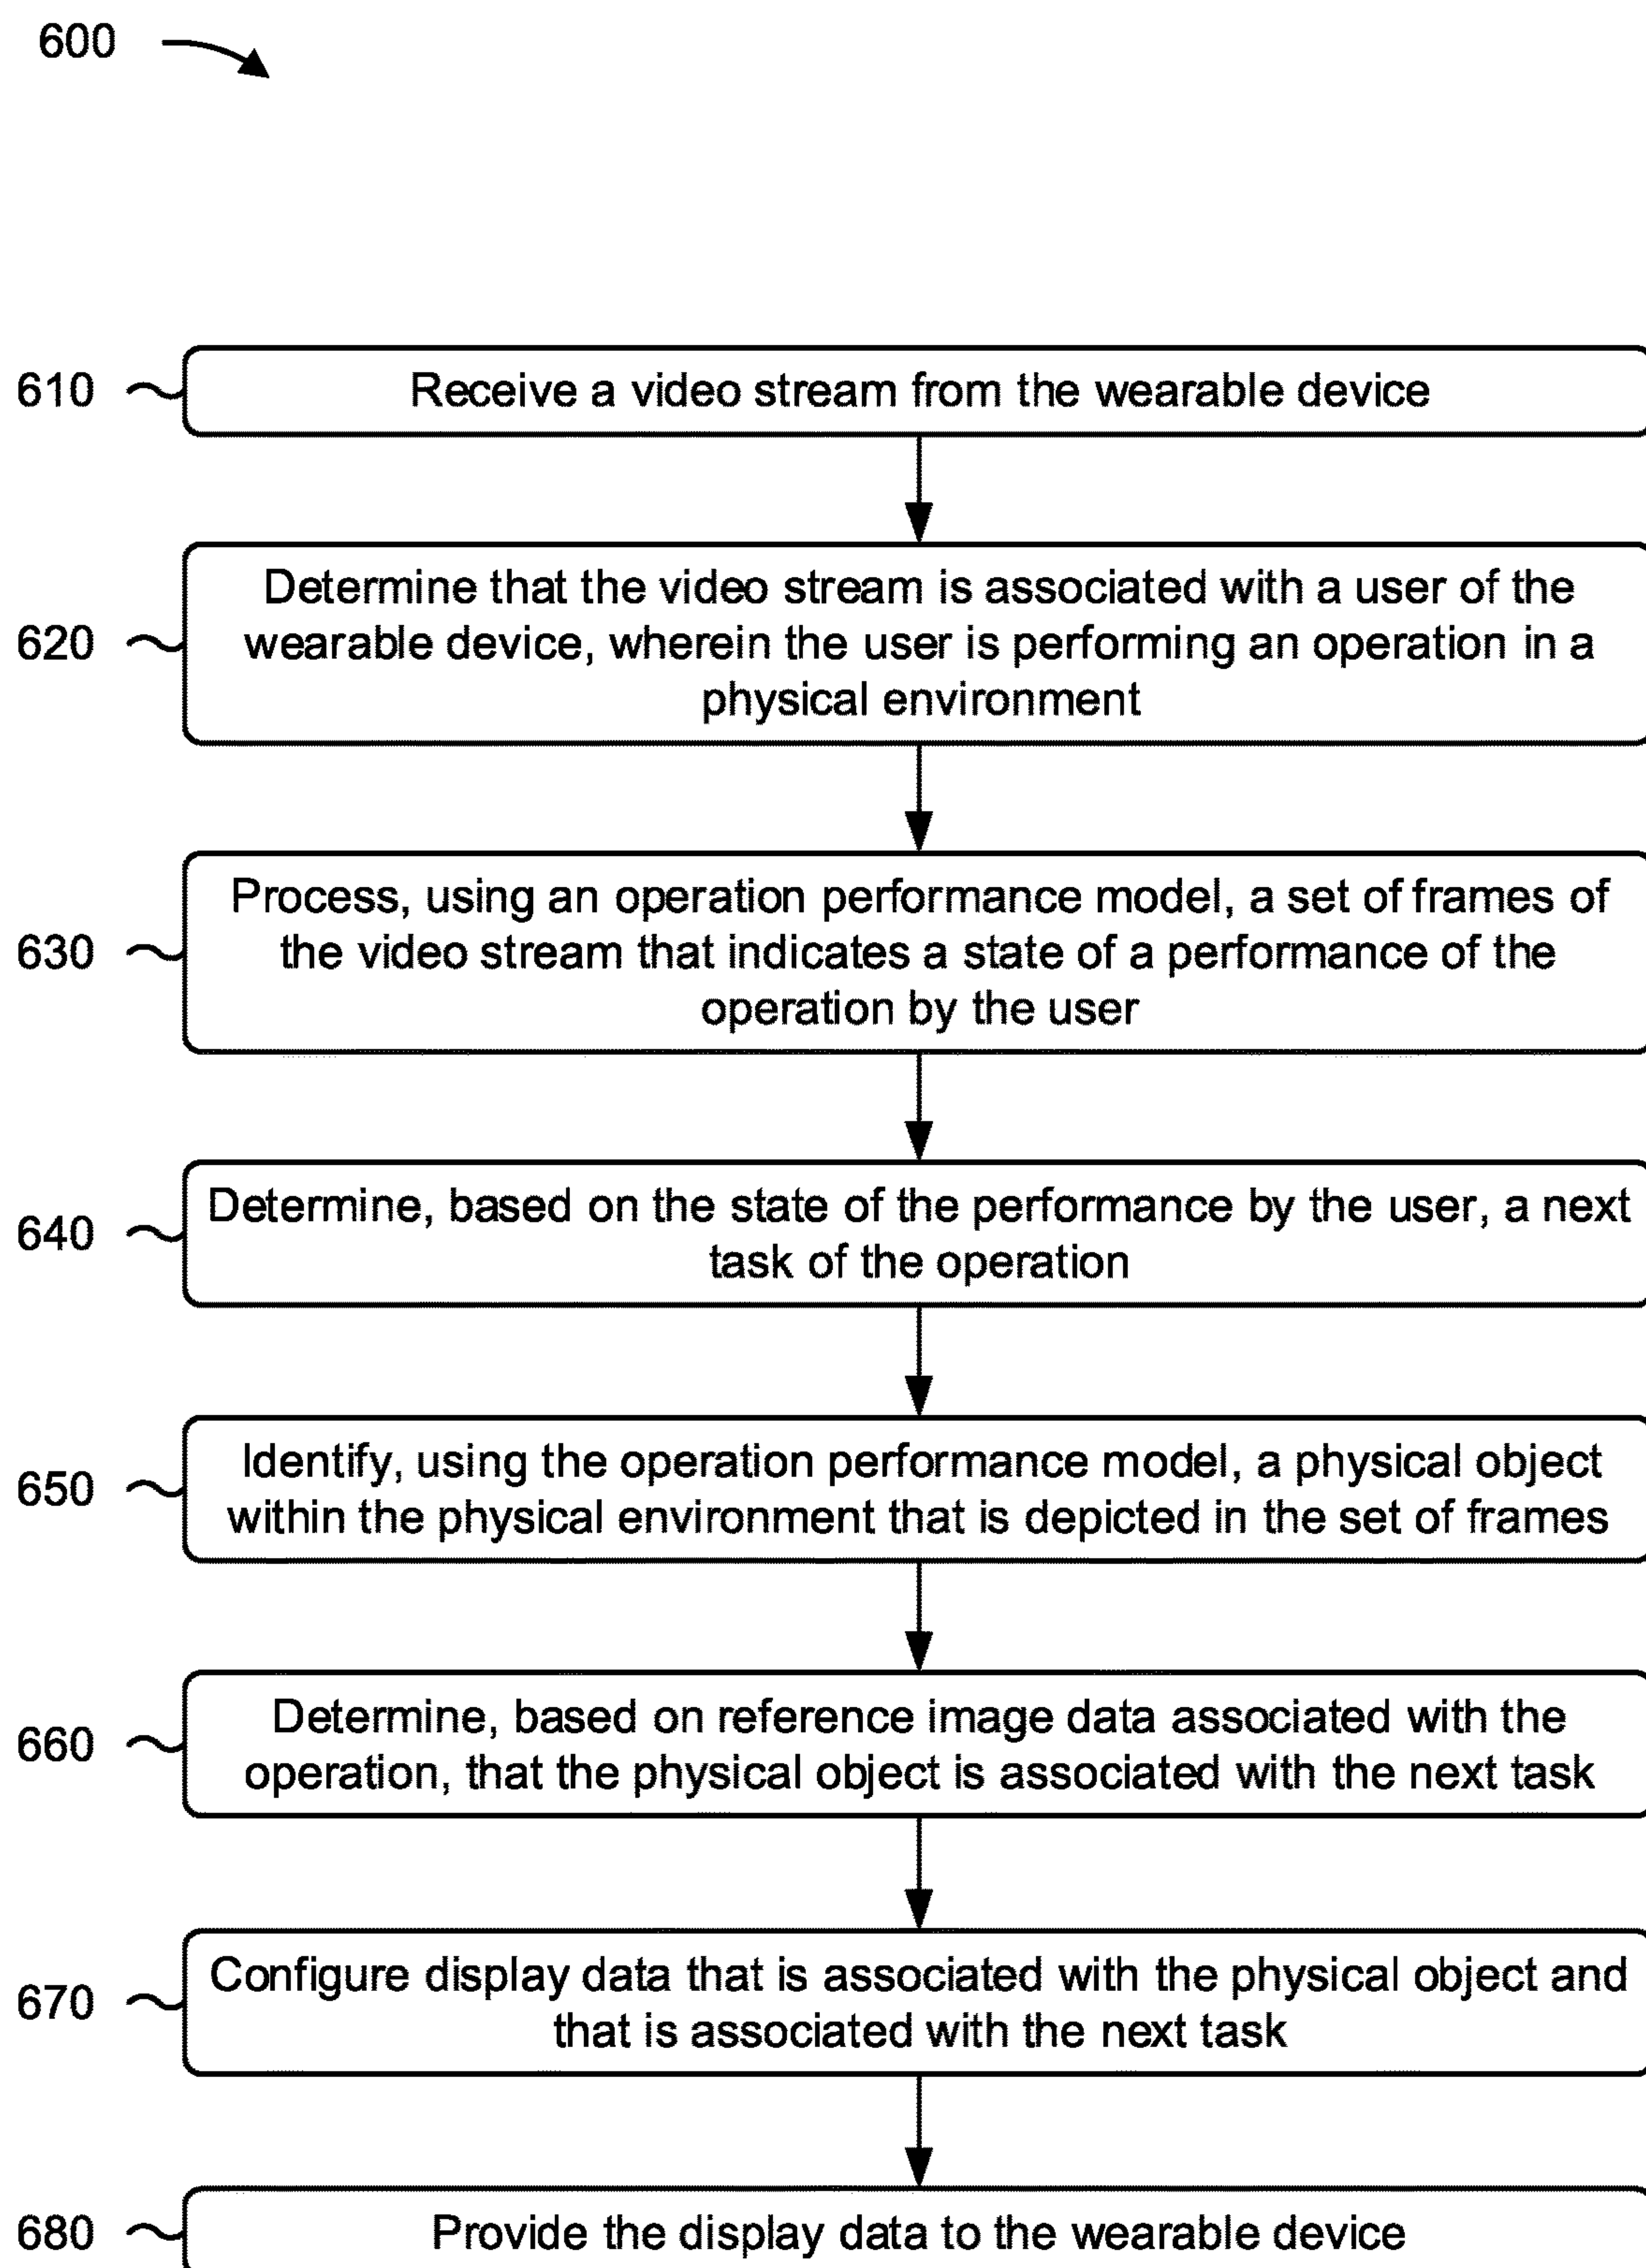 600
610
Receive a video stream from the wearable device
620
Determine that the video stream is associated with a user of the
wearable device, wherein the user is performing an operation in a
physical environment
630
Process, using an operation performance model, a set of frames of
the video stream that indicates a state of a performance of the
operation by the user
640
Determine, based on the state of the performance by the user, a next
task of the operation
650
Identify, using the operation performance model, a physical object
within the physical environment that is depicted in the set of frames
660
Determine, based on reference image data associated with the
operation, that the physical object is associated with the next task
670
Configure display data that is associated with the physical object and
that is associated with the next task
680
Provide the display data to the wearable device